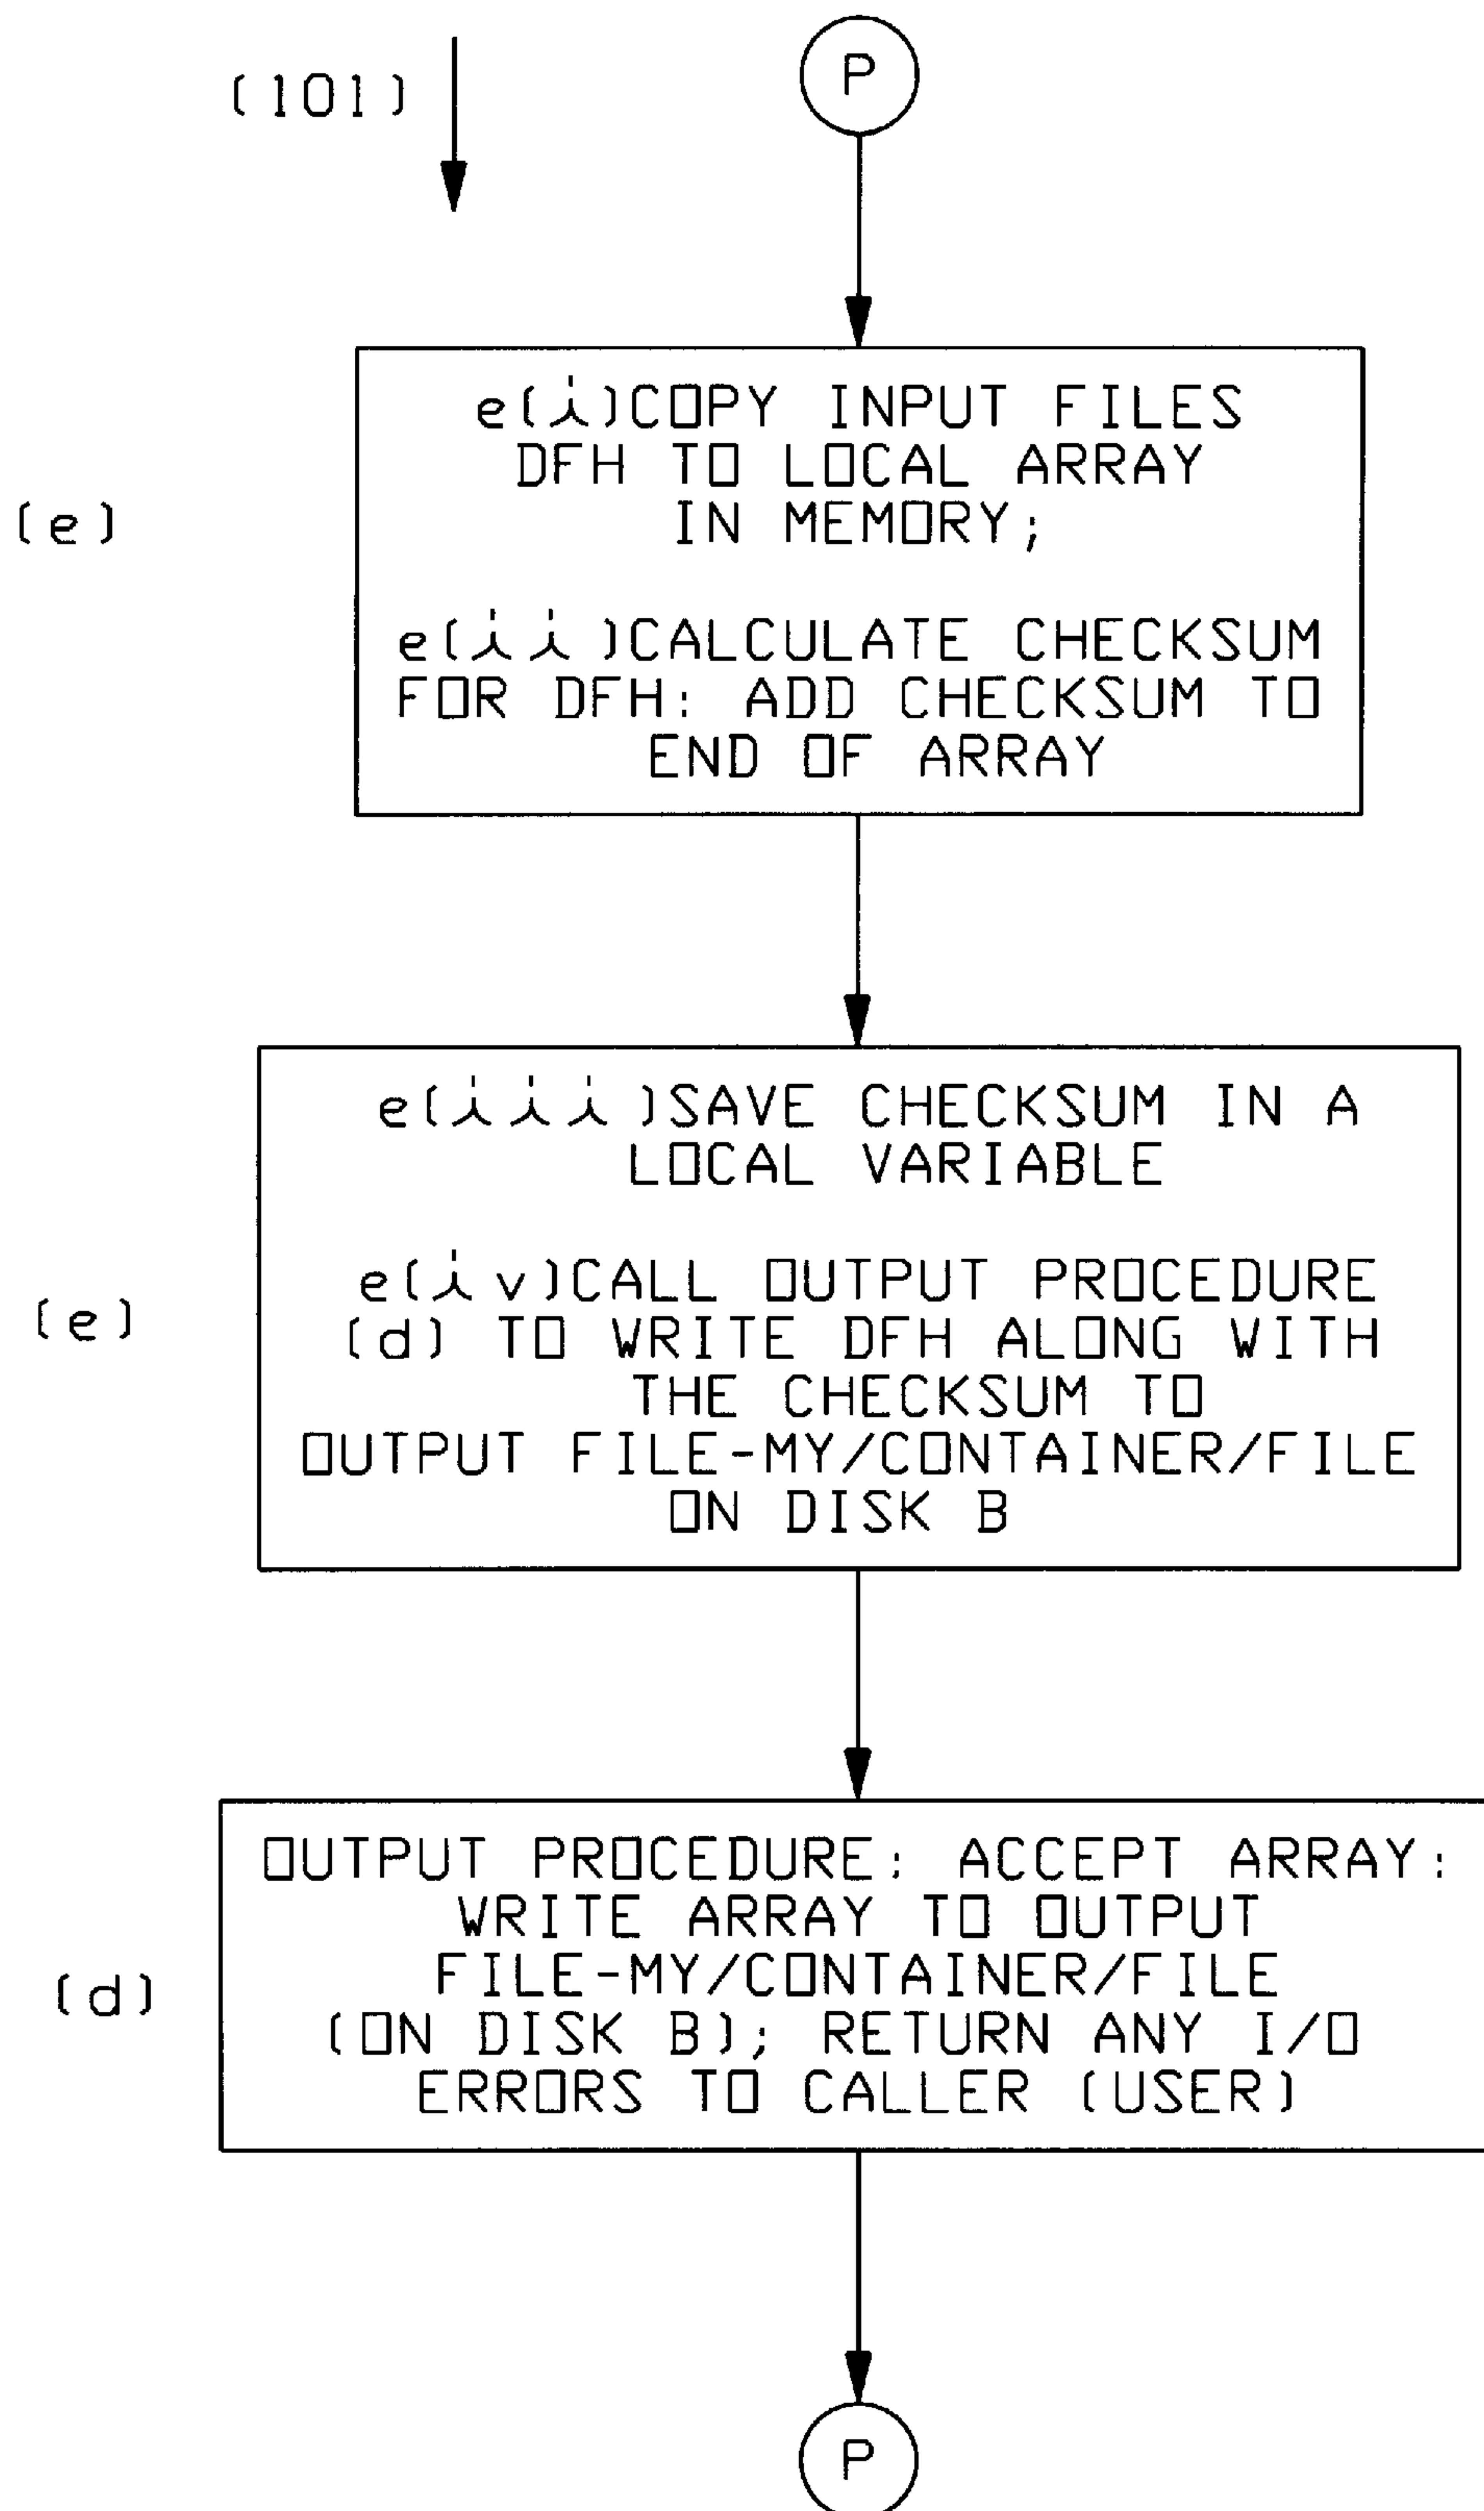 (101)
P
e(i)COPY INPUT FILES
DFH TO LOCAL ARRAY
IN MEMORY;
(e)
e(ii)CALCULATE CHECKSUM
FOR DFH: ADD CHECKSUM TO
END OF ARRAY
e(iii)SAVE CHECKSUM IN A
LOCAL VARIABLE
e(iv)CALL OUTPUT PROCEDURE
(e)
(d) TO WRITE DFH ALONG WITH
THE CHECKSUM TO
OUTPUT FILE-MY/CONTAINER/FILE
ON DISK B
OUTPUT PROCEDURE: ACCEPT ARRAY:
WRITE ARRAY TO OUTPUT
FILE-MY/CONTAINER/FILE
(d)
(ON DISK B); RETURN ANY I/O
ERRORS TO CALLER (USER)
P